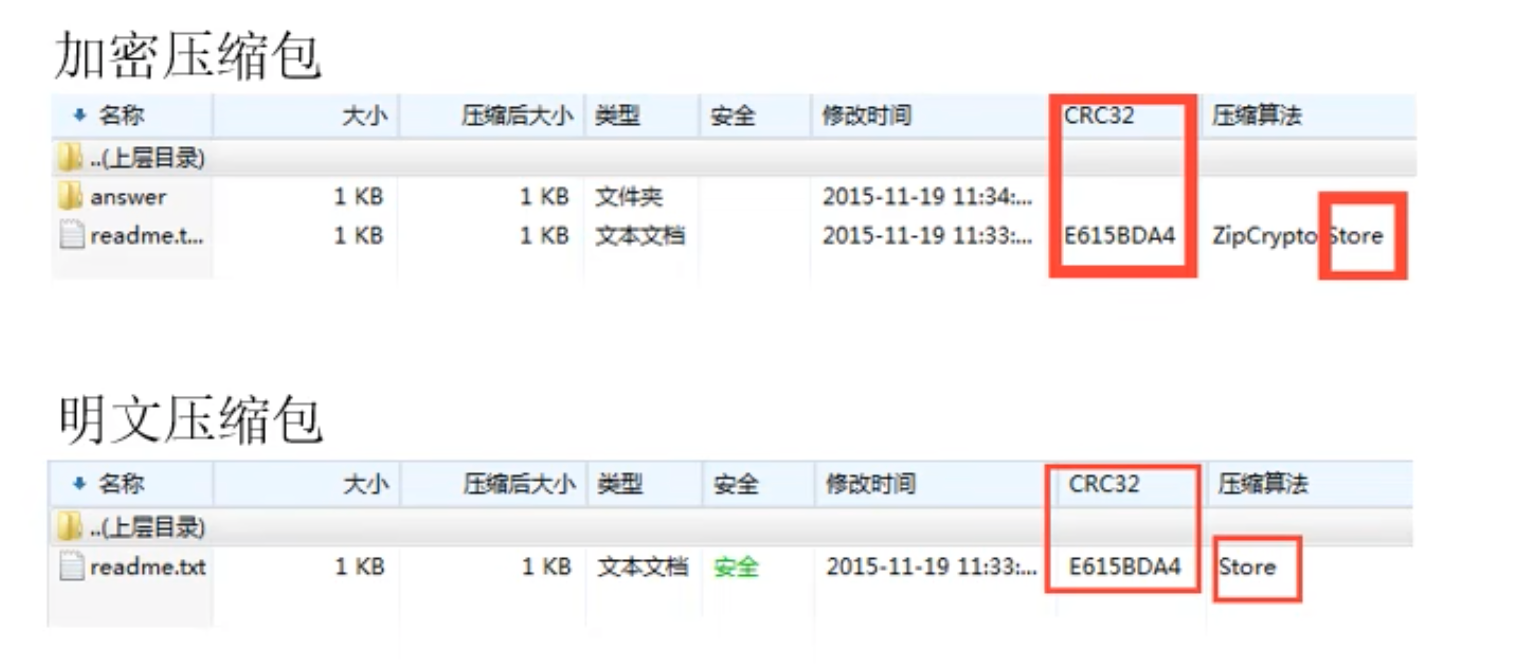 加密压缩包
名称 大小 压缩后大小 类型 安全 修改时间 CRC32 压缩算法
..(上层目录)
answer 1 KB 1 KB 文件夹 2015-11-19 11:34:...
readme.t... 1 KB 1 KB 文本文档 2015-11-19 11:33:... E615BDA4 ZipCrypto Store
明文压缩包
名称 大小 压缩后大小 类型 安全 修改时间 CRC32 压缩算法
..(上层目录)
readme.txt 1 KB 1 KB 文本文档 安全 2015-11-19 11:33:... E615BDA4 Store